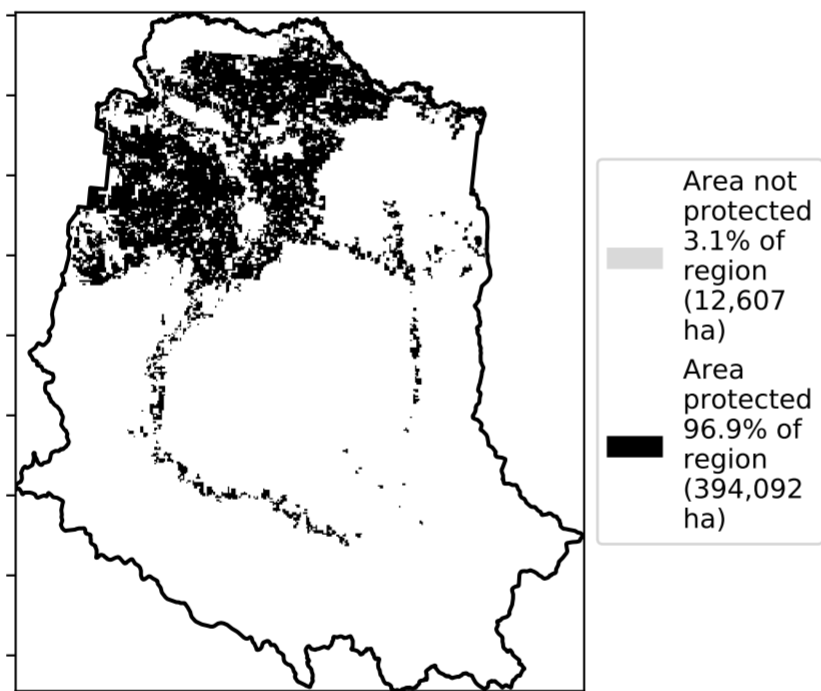 Area not
protected
3.1% of
region
(12,607
ha)
Area
protected
96.9% of
region
(394,092
ha)